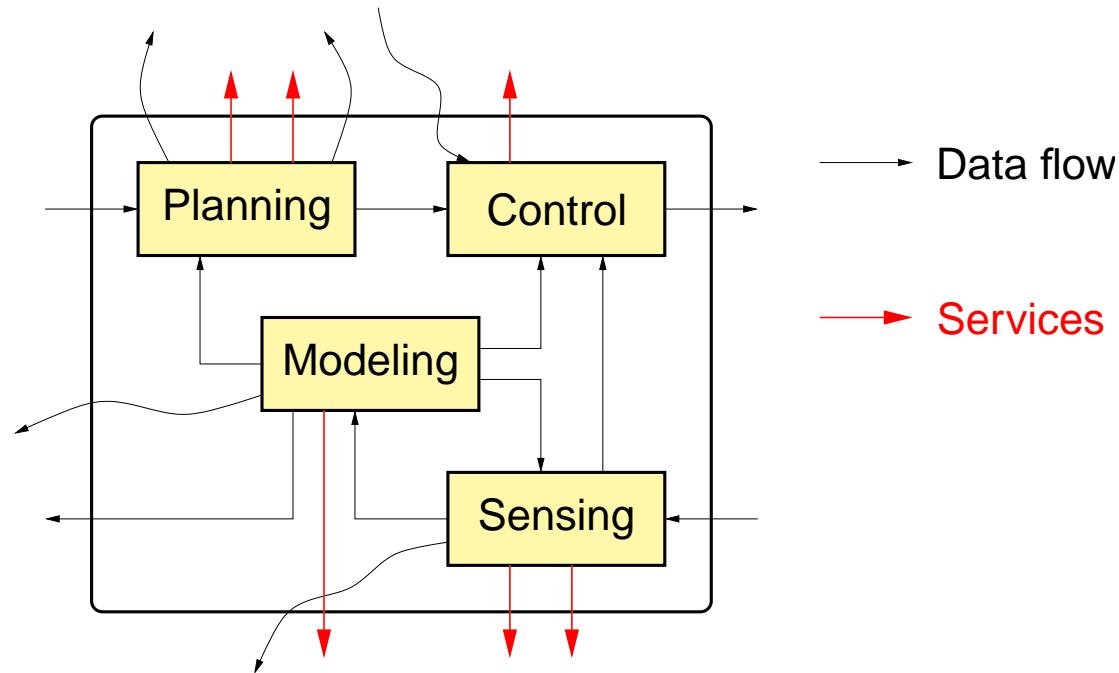 Planning
Control
Data flow
Modeling
Services
Sensing